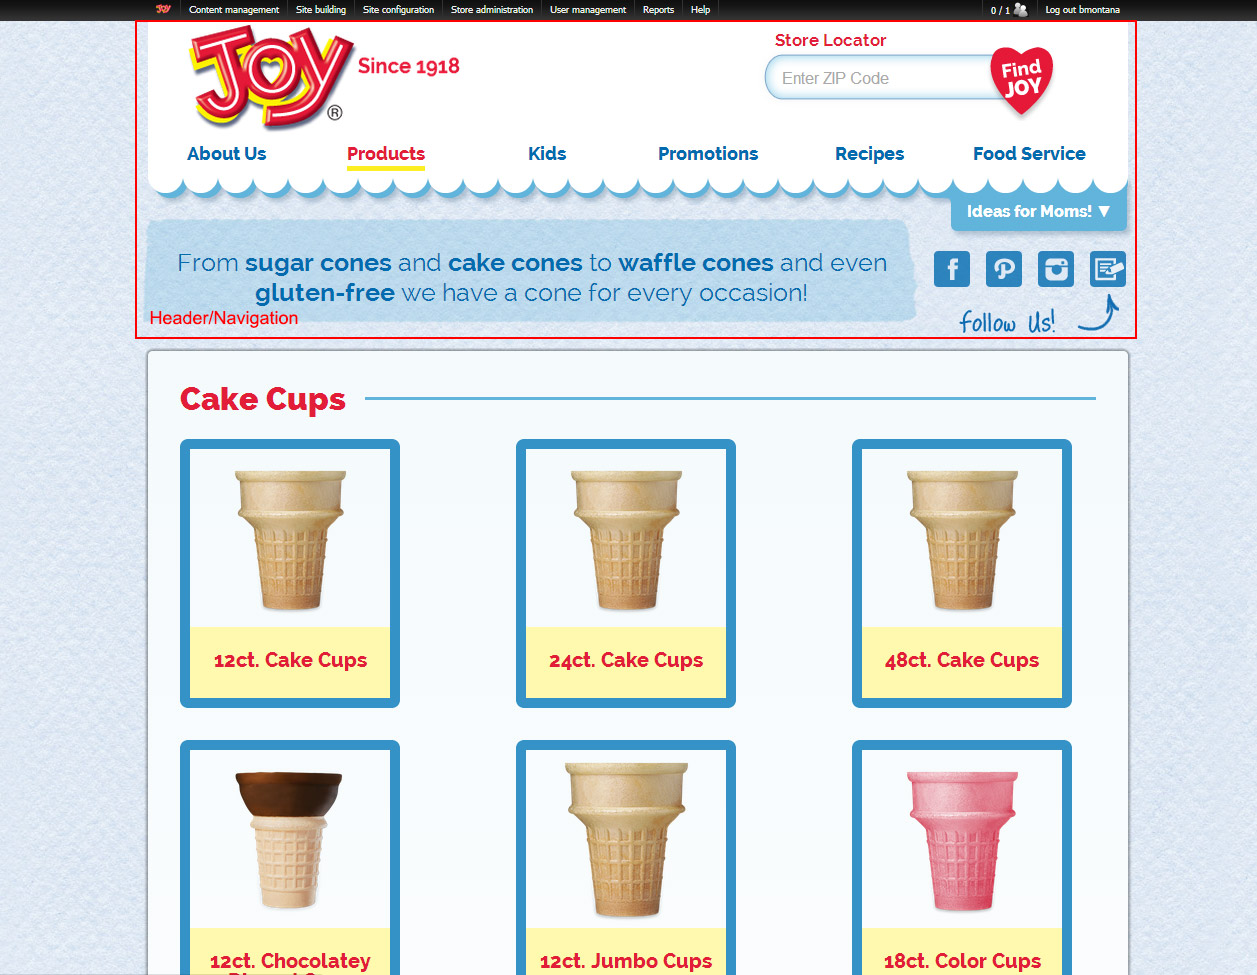 JOY Content management Site building Site configuration Store administration User management Reports Help 0 / 1 Log out bmontana
JOY ® Since 1918
Store Locator
Enter ZIP Code
Find
JOY
About Us Products Kids Promotions Recipes Food Service
Ideas for Moms! ▼
From sugar cones and cake cones to waffle cones and even
gluten-free we have a cone for every occasion!
Header/Navigation
follow Us!
Cake Cups
12ct. Cake Cups 24ct. Cake Cups 48ct. Cake Cups
12ct. Chocolatey 12ct. Jumbo Cups 18ct. Color Cups